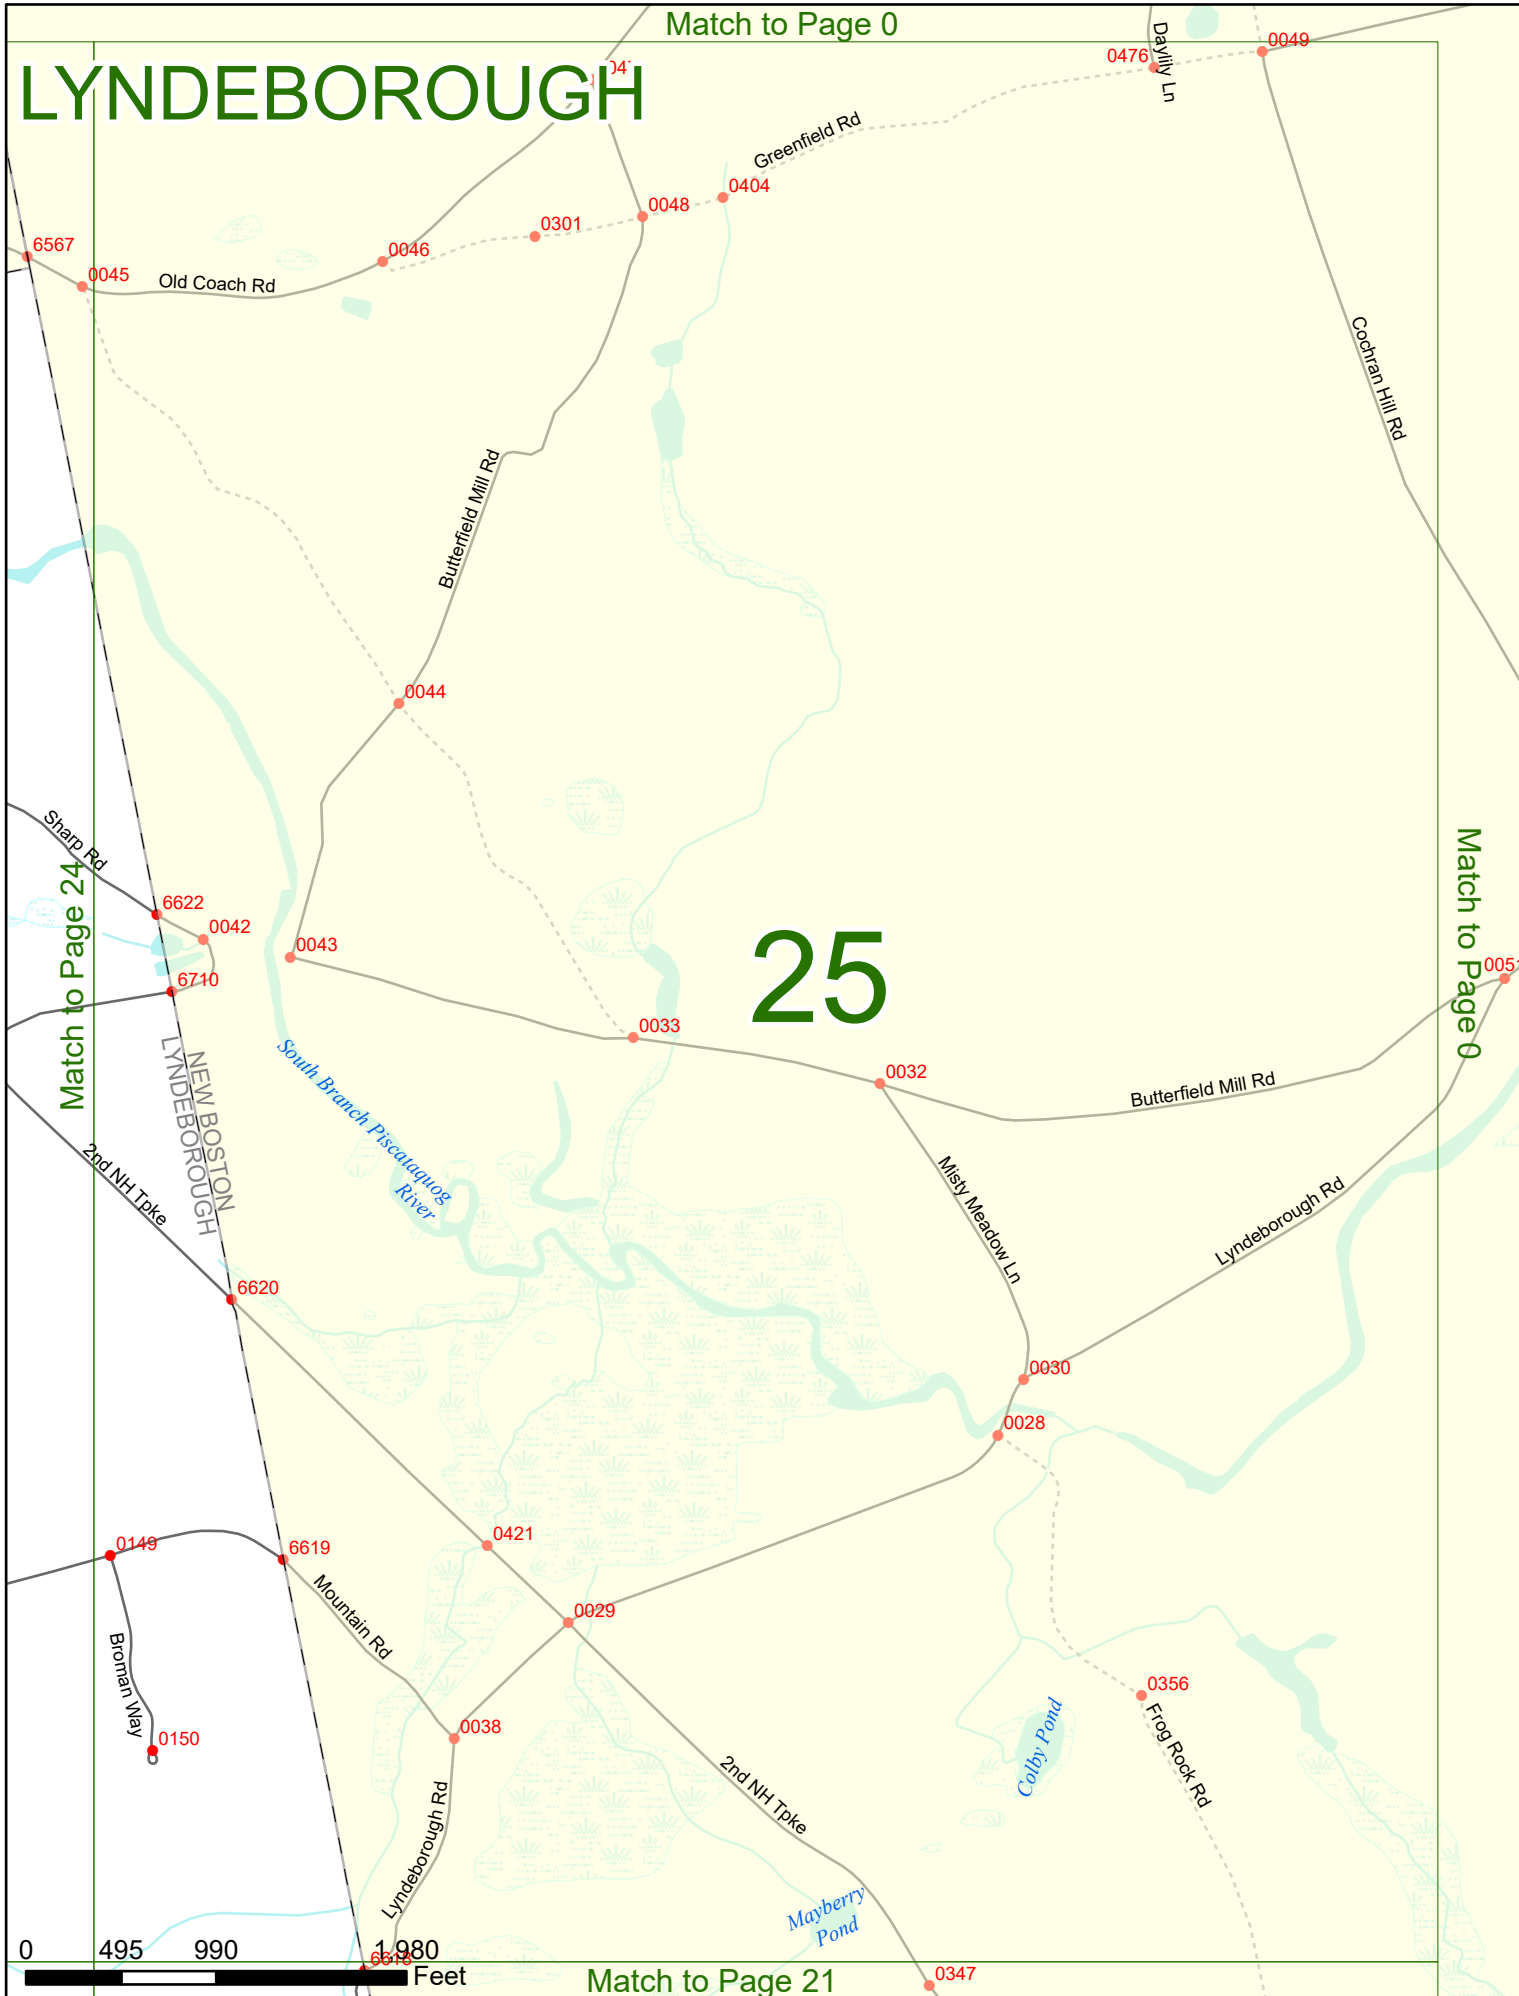 Match to Page 0
LYNDEBOROUGH
Daylily Ln
0476
0049
Greenfield Rd
0404
0048
0301
0046
6567
0045
Old Coach Rd
Cochran Hill Rd
Butterfield Mill Rd
0044
Sharp Rd
Match to Page 24
6622
0042
0043
6710
25
Match to Page 0
0033
0032
NEW BOSTON
LYNDEBOROUGH
South Branch Piscataquog
River
Butterfield Mill Rd
2nd NH Tpke
Misty Meadow Ln
Lyndeborough Rd
6620
0030
0028
0421
0149
6619
Mountain Rd
0029
Broman Way
0150
0038
0356
Frog Rock Rd
Colby Pond
2nd NH Tpke
Lyndeborough Rd
Mayberry
Pond
0 495 990 1,980
Feet
6618
Match to Page 21
0347